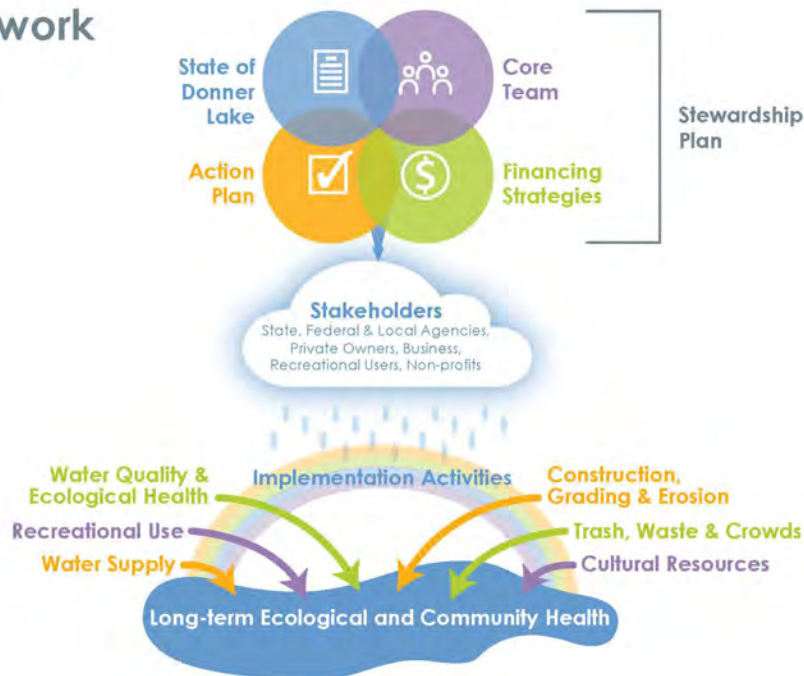 work
State of
Donner
Lake
Core
Team
Action
Plan
$
Financing
Strategies
Stewardship
Plan
Stakeholders
State, Federal & Local Agencies,
Private Owners, Business,
Recreational Users, Non-profits
Implementation Activities
Water Quality &
Ecological Health
Recreational Use
Water Supply
Construction,
Grading & Erosion
Trash, Waste & Crowds
Cultural Resources
Long-term Ecological and Community Health